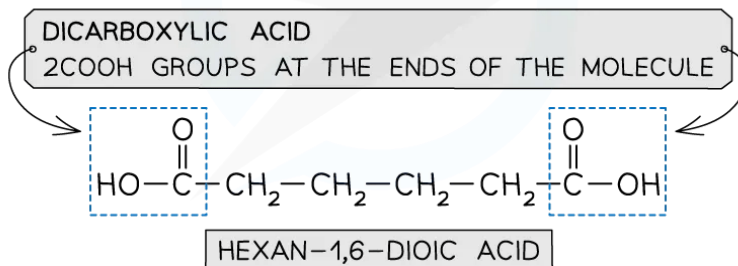 DICARBOXYLIC ACID
2COOH GROUPS AT THE ENDS OF THE MOLECULE
O O
HO—C—CH₂—CH₂—CH₂—CH₂—C—OH
HEXAN-1,6-DIOIC ACID